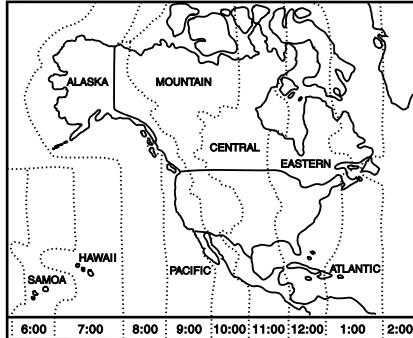 ALASKA MOUNTAIN
CENTRAL
EASTERN
HAWAII
SAMOA
PACIFIC
ATLANTIC
6:00 7:00 8:00 9:00 10:00 11:00 12:00 1:00 2:00